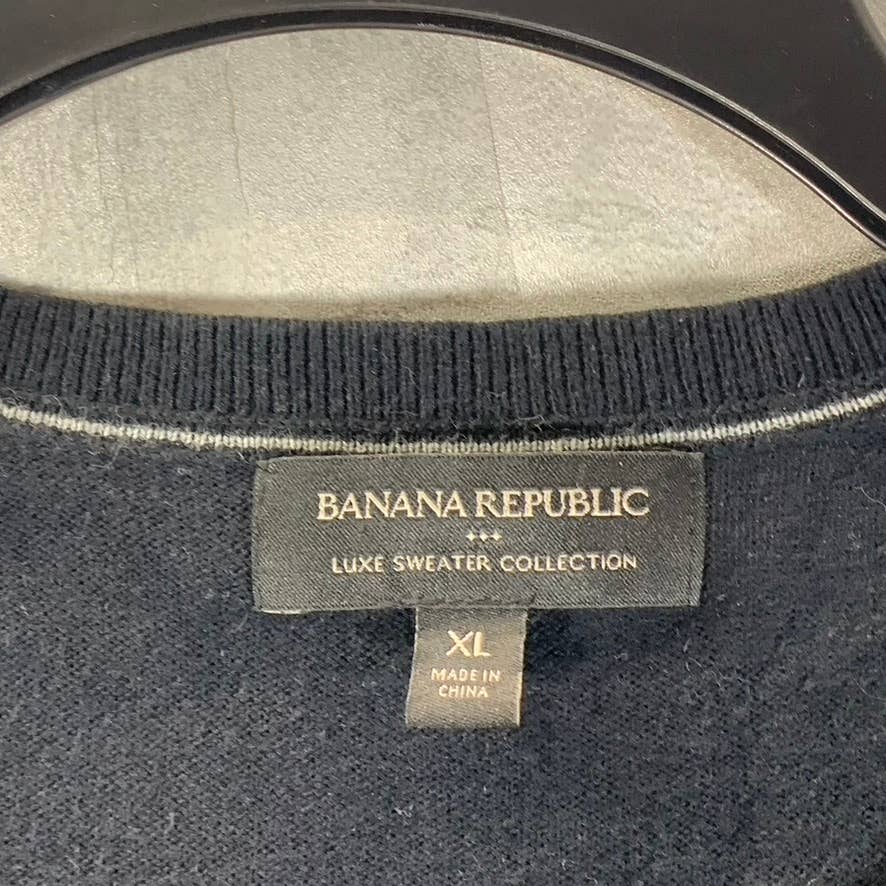 BANANA REPUBLIC
LUXE SWEATER COLLECTION
XL
MADE IN
CHINA